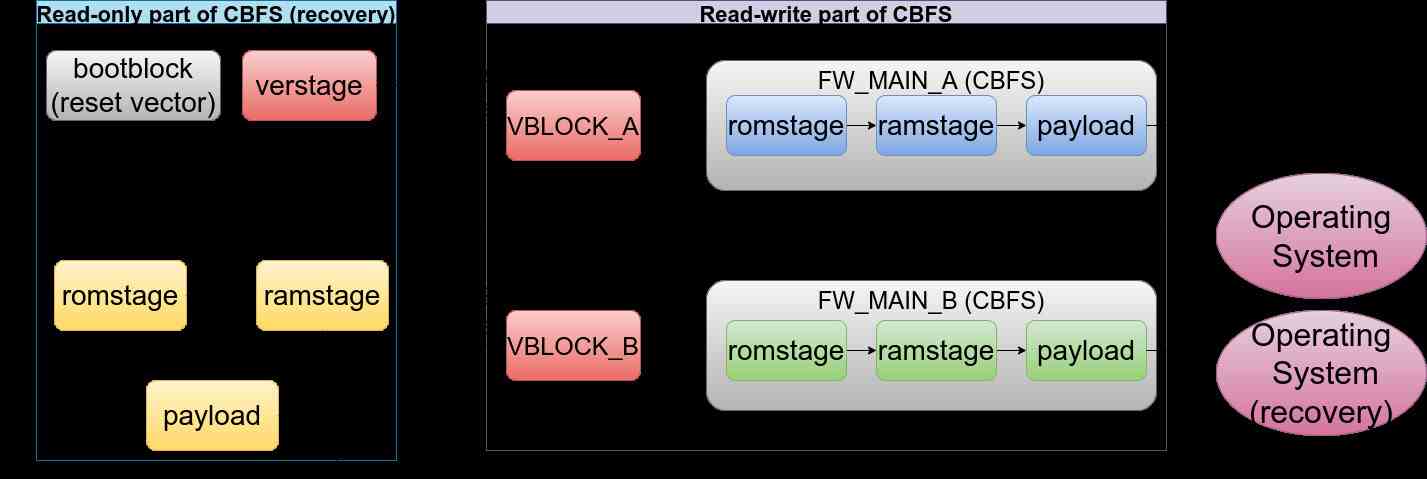 Read-only part of CBFS (recovery)
bootblock
(reset vector)
verstage
romstage
ramstage
payload
Read-write part of CBFS
VBLOCK_A
FW_MAIN_A (CBFS)
romstage
ramstage
payload
VBLOCK_B
FW_MAIN_B (CBFS)
romstage
ramstage
payload
Operating
System
Operating
System
(recovery)